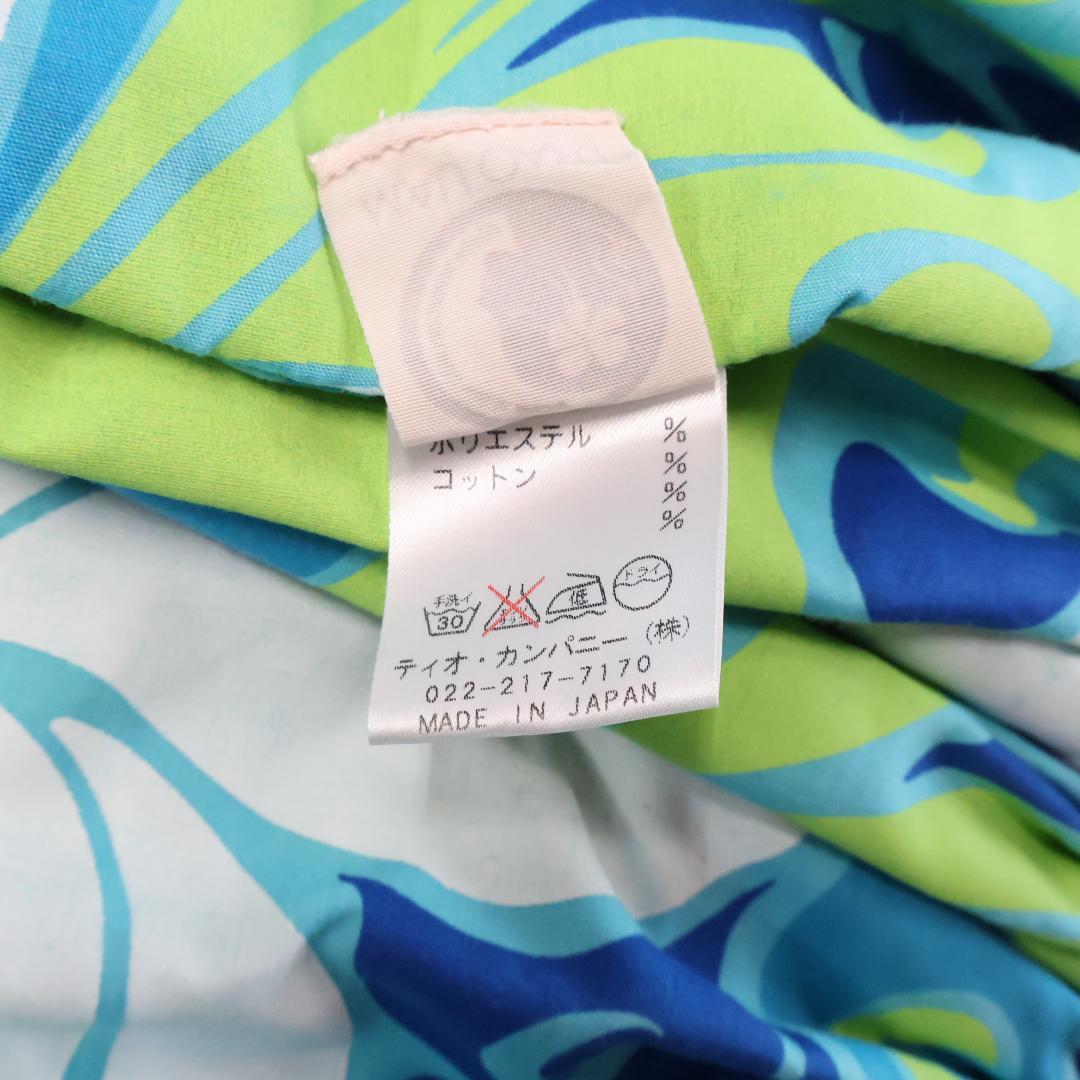 ポリエステル %
コットン %
%
%
手洗イ 30 低 ドライ
ティオ・カンパニー (株)
022-217-7170
MADE IN JAPAN